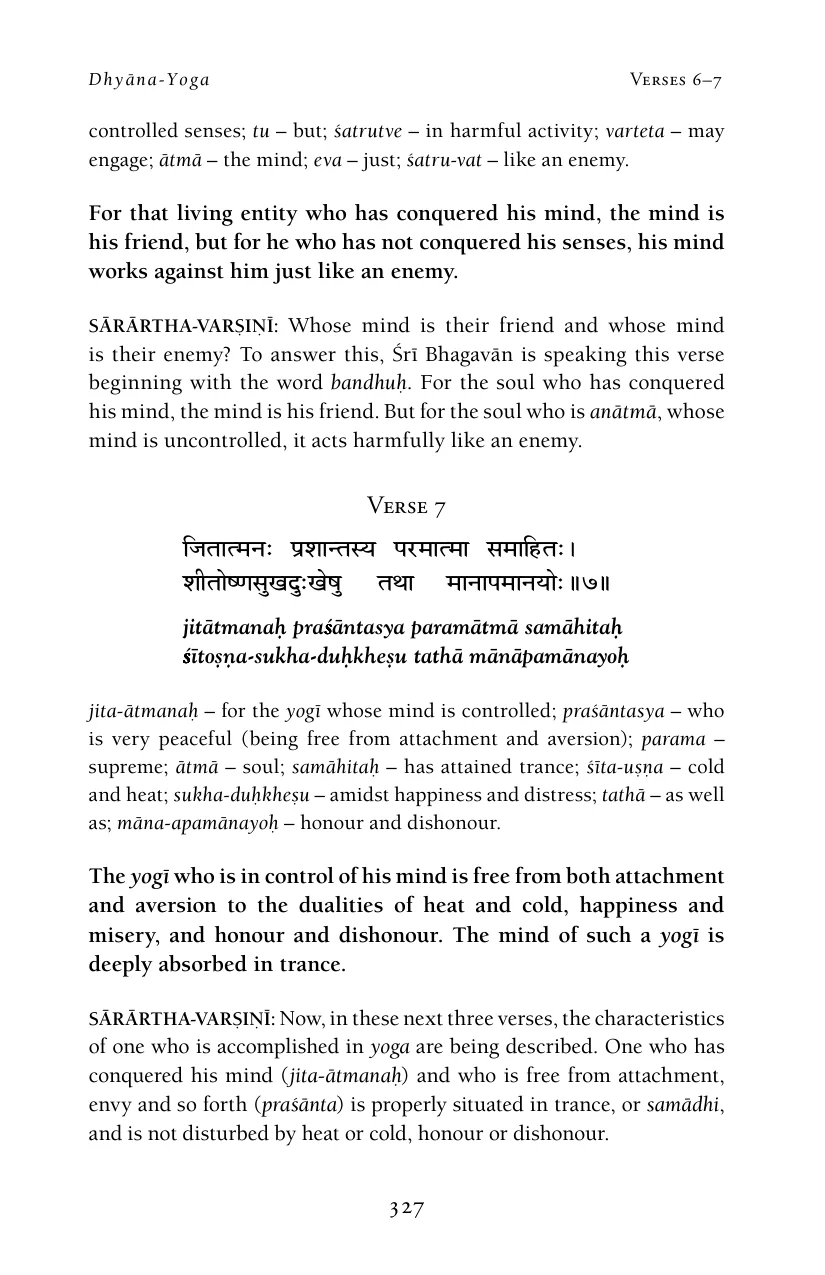 Dhyāna-Yoga Verses 6–7
controlled senses; tu – but; śatrutve – in harmful activity; varteta – may
engage; ātmā – the mind; eva – just; śatru-vat – like an enemy.
For that living entity who has conquered his mind, the mind is
his friend, but for he who has not conquered his senses, his mind
works against him just like an enemy.
SĀRĀRTHA-VARṢIṆĪ: Whose mind is their friend and whose mind
is their enemy? To answer this, Śrī Bhagavān is speaking this verse
beginning with the word bandhuḥ. For the soul who has conquered
his mind, the mind is his friend. But for the soul who is anātmā, whose
mind is uncontrolled, it acts harmfully like an enemy.
Verse 7
जितात्मनः प्रशान्तस्य परमात्मा समाहितः।
शीतोष्णसुखदुःखेषु तथा मानापमानयोः॥७॥
jitātmanaḥ praśāntasya paramātmā samāhitaḥ
śītoṣṇa-sukha-duḥkheṣu tathā mānāpamānayoḥ
jita-ātmanaḥ – for the yogī whose mind is controlled; praśāntasya – who
is very peaceful (being free from attachment and aversion); parama –
supreme; ātmā – soul; samāhitaḥ – has attained trance; śīta-uṣṇa – cold
and heat; sukha-duḥkheṣu – amidst happiness and distress; tathā – as well
as; māna-apamānayoḥ – honour and dishonour.
The yogī who is in control of his mind is free from both attachment
and aversion to the dualities of heat and cold, happiness and
misery, and honour and dishonour. The mind of such a yogī is
deeply absorbed in trance.
SĀRĀRTHA-VARṢIṆĪ: Now, in these next three verses, the characteristics
of one who is accomplished in yoga are being described. One who has
conquered his mind (jita-ātmanaḥ) and who is free from attachment,
envy and so forth (praśānta) is properly situated in trance, or samādhi,
and is not disturbed by heat or cold, honour or dishonour.
327